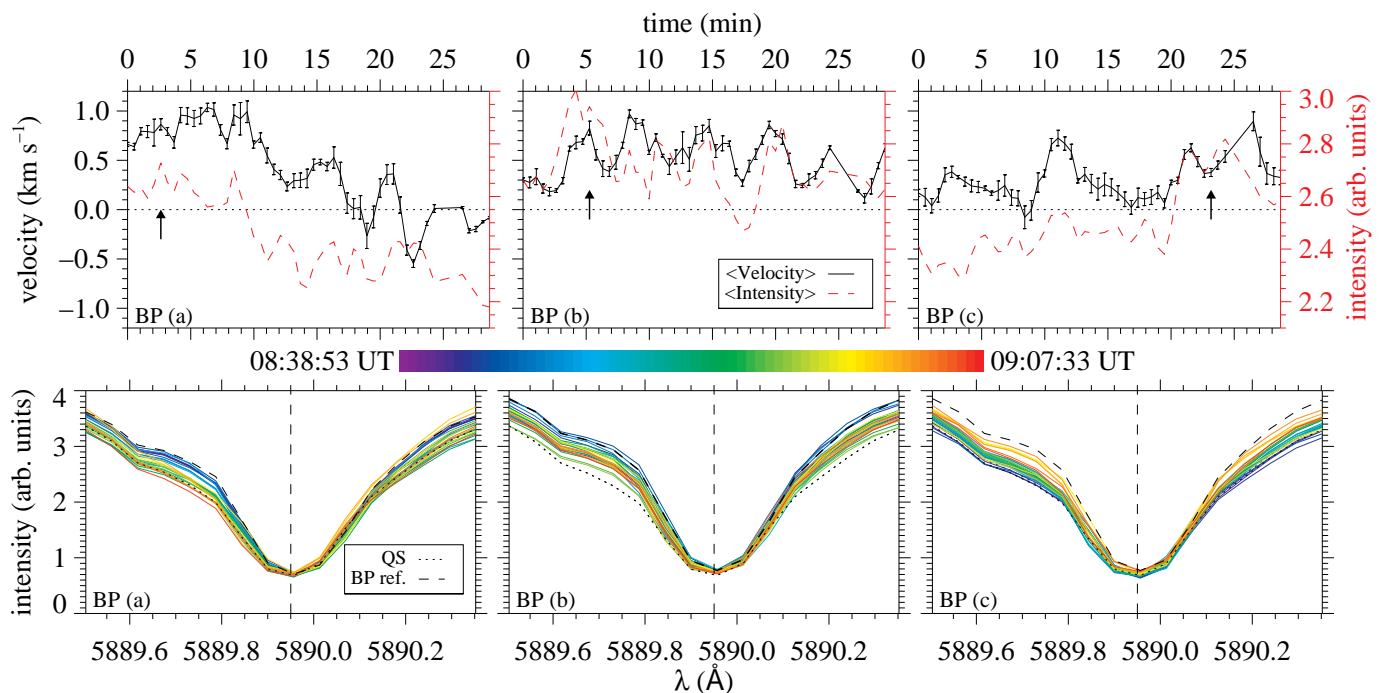 time (min)
0 5 10 15 20 25 0 5 10 15 20 25 0 5 10 15 20 25
velocity (km s⁻¹)
1.0
0.5
0.0
−0.5
−1.0
3.0
2.8
2.6
2.4
2.2
intensity (arb. units)
<Velocity>
<Intensity>
BP (a) BP (b) BP (c)
08:38:53 UT 09:07:33 UT
intensity (arb. units)
4
3
2
1
0
QS
BP ref.
BP (a) BP (b) BP (c)
5889.6 5889.8 5890.0 5890.2 5889.6 5889.8 5890.0 5890.2 5889.6 5889.8 5890.0 5890.2
λ (Å)